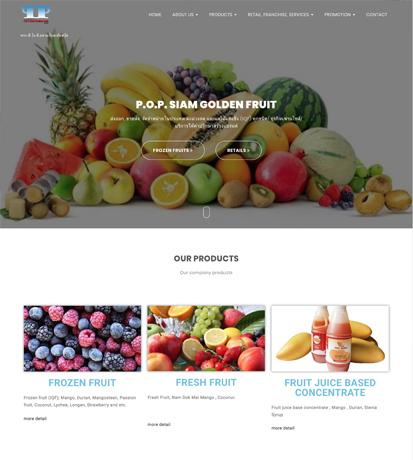 HOME ABOUT US PRODUCTS RETAIL, FRANCHISE, SERVICES PROMOTION CONTACT
P.O.P. SIAM GOLDEN FRUIT
FROZEN FRUITS >
RETAILS >
OUR PRODUCTS
Our company products
FROZEN FRUIT
Frozen fruit (IQF), Mango, Durian, Mangosteen, Passion
fruit, Coconut, Lychee, Longan, Strawberry and etc.
more detail
FRESH FRUIT
Fresh Fruit, Nam Dok Mai Mango , Coconut
more detail
FRUIT JUICE BASED
CONCENTRATE
Fruit juice base concentrate ; Mango , Durian,
more detail